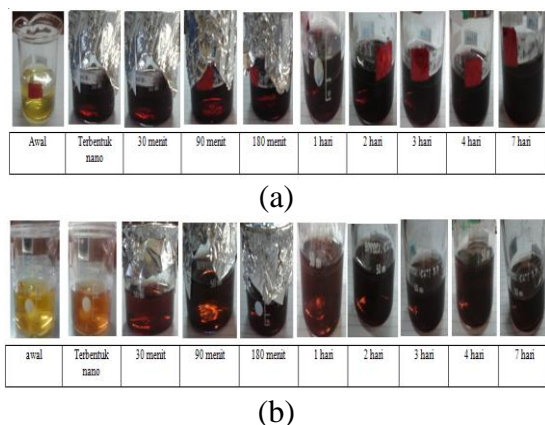 (a)
Awal Terbentuk nano 30 menit 90 menit 180 menit 1 hari 2 hari 3 hari 4 hari 7 hari
(b)
awal Terbentuk nano 30 menit 90 menit 180 menit 1 hari 2 hari 3 hari 4 hari 7 hari